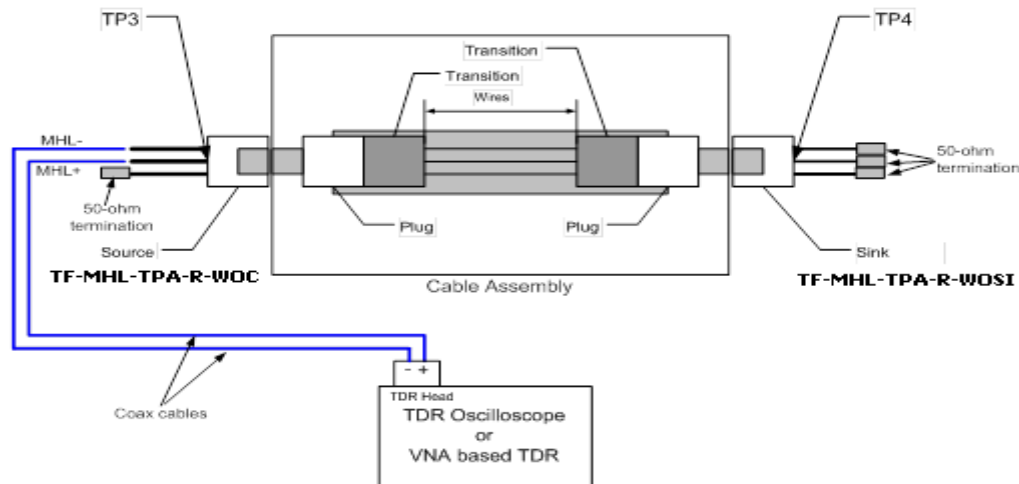 TP3
TP4
Transition
Transition
Wires
MHL-
MHL+
50-ohm
termination
50-ohm
termination
Plug
Plug
Source
Sink
TF-MHL-TPA-R-WOC
TF-MHL-TPA-R-WOSI
Cable Assembly
- +
TDR Head
Coax cables
TDR Oscilloscope
or
VNA based TDR